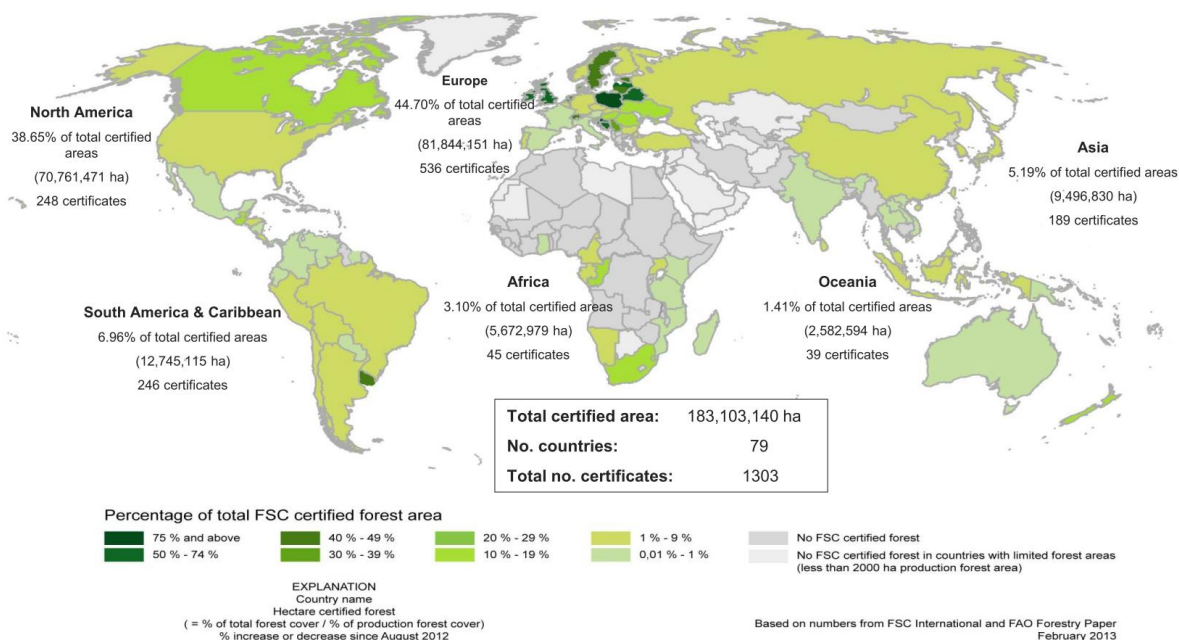 North America
38.65% of total certified
areas
(70,761,471 ha)
248 certificates
Europe
44.70% of total certified
areas
(81,844,151 ha)
536 certificates
Asia
5.19% of total certified areas
(9,496,830 ha)
189 certificates
South America & Caribbean
6.96% of total certified areas
(12,745,115 ha)
246 certificates
Africa
3.10% of total certified areas
(5,672,979 ha)
45 certificates
Oceania
1.41% of total certified areas
(2,582,594 ha)
39 certificates
Total certified area: 183,103,140 ha
No. countries: 79
Total no. certificates: 1303
Percentage of total FSC certified forest area
75 % and above
50 % - 74 %
40 % - 49 %
30 % - 39 %
20 % - 29 %
10 % - 19 %
1 % - 9 %
0,01 % - 1 %
No FSC certified forest
No FSC certified forest in countries with limited forest areas
(less than 2000 ha production forest area)
EXPLANATION
Country name
Hectare certified forest
( = % of total forest cover / % of production forest cover)
% increase or decrease since August 2012
Based on numbers from FSC International and FAO Forestry Paper
February 2013